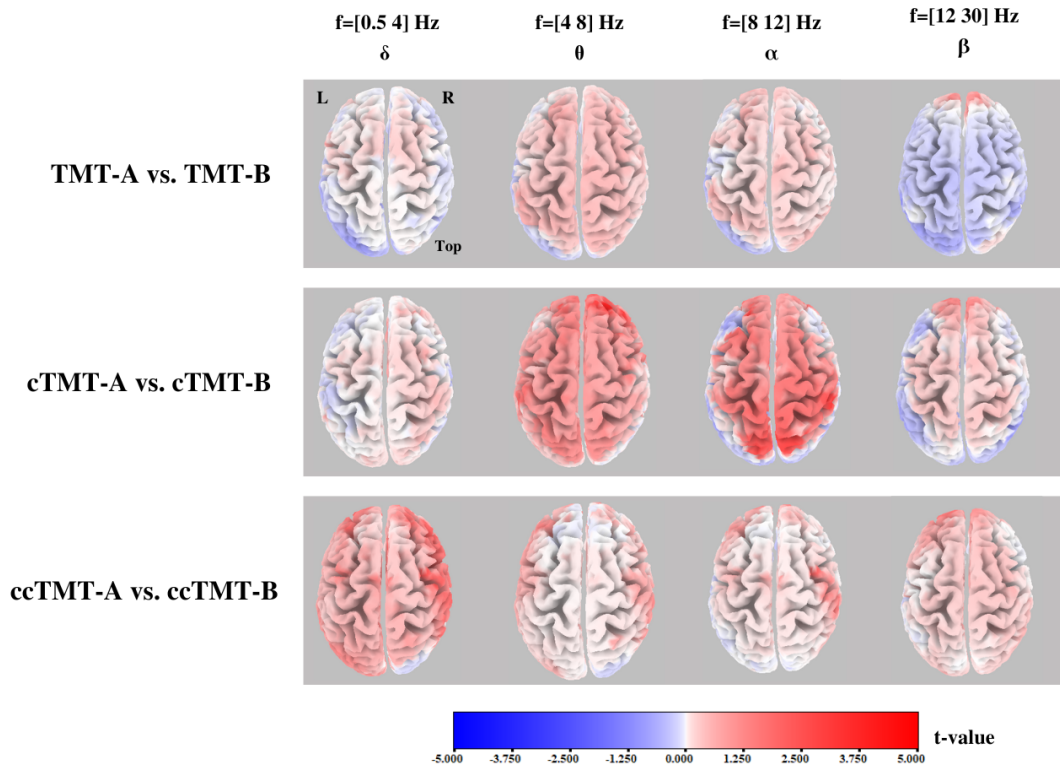 f=[0.5 4] Hz f=[4 8] Hz f=[8 12] Hz f=[12 30] Hz
δ θ α β
L R
TMT-A vs. TMT-B
Top
cTMT-A vs. cTMT-B
ccTMT-A vs. ccTMT-B
t-value
-5.000 -3.750 -2.500 -1.250 0.000 1.250 2.500 3.750 5.000